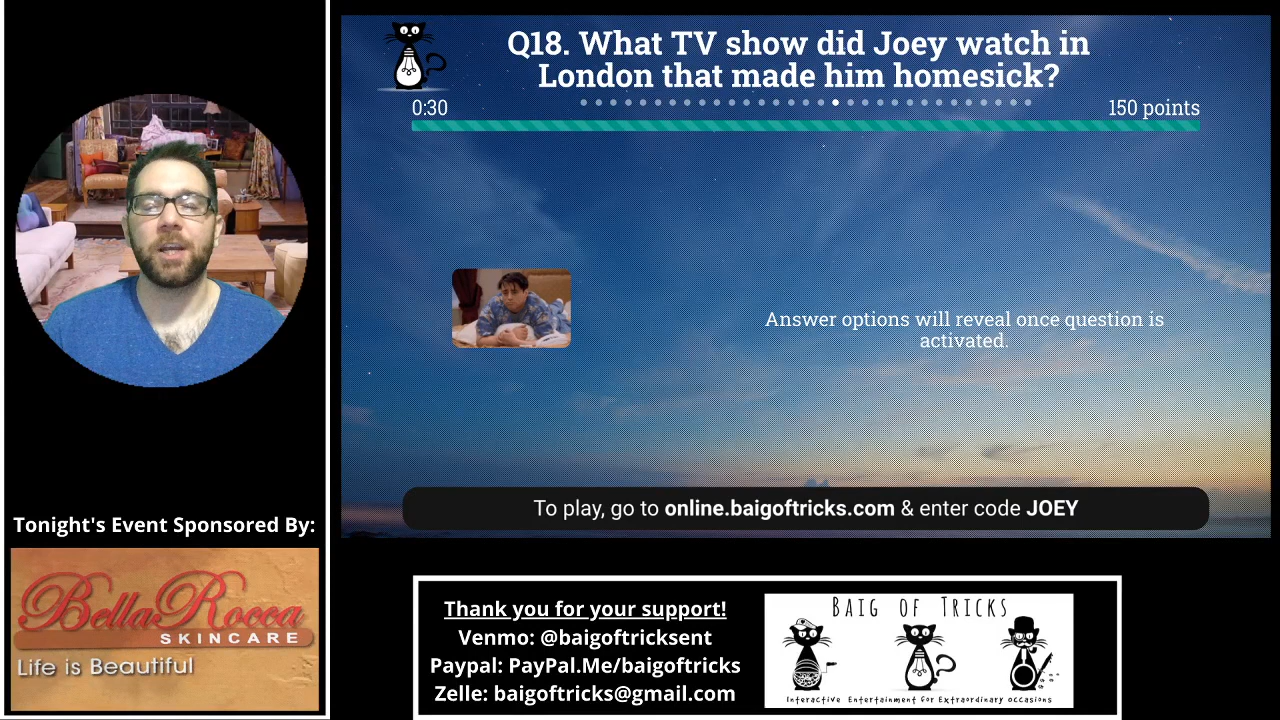 Q18. What TV show did Joey watch in
London that made him homesick?
0:30
150 points
Answer options will reveal once question is
activated.
To play, go to online.baigoftricks.com & enter code JOEY
Tonight's Event Sponsored By:
BellaRocca
SKINCARE
Life is Beautiful
Thank you for your support!
Venmo: @baigoftricksent
Paypal: PayPal.Me/baigoftricks
Zelle: baigoftricks@gmail.com
BAIG OF TRICKS
Interactive Entertainment for Extraordinary occasions